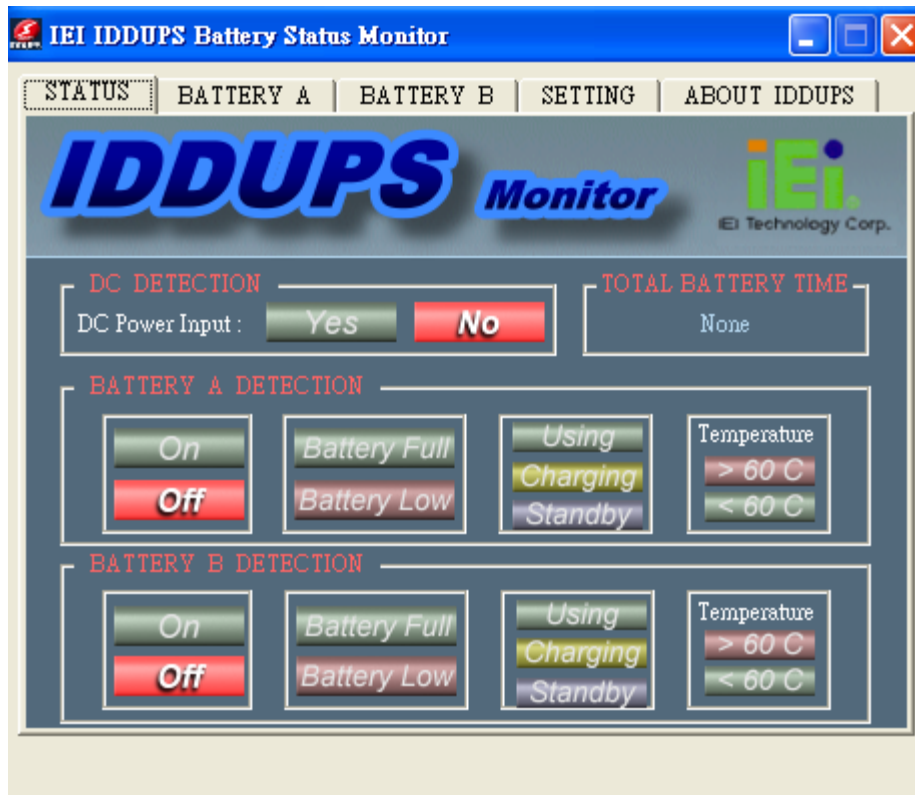 IEI IDDUPS Battery Status Monitor
STATUS BATTERY A BATTERY B SETTING ABOUT IDDUPS
IDDUPS Monitor
iEi
IEI Technology Corp.
DC DETECTION
DC Power Input : Yes No
TOTAL BATTERY TIME
None
BATTERY A DETECTION
On
Off
Battery Full
Battery Low
Using
Charging
Standby
Temperature
> 60 C
< 60 C
BATTERY B DETECTION
On
Off
Battery Full
Battery Low
Using
Charging
Standby
Temperature
> 60 C
< 60 C